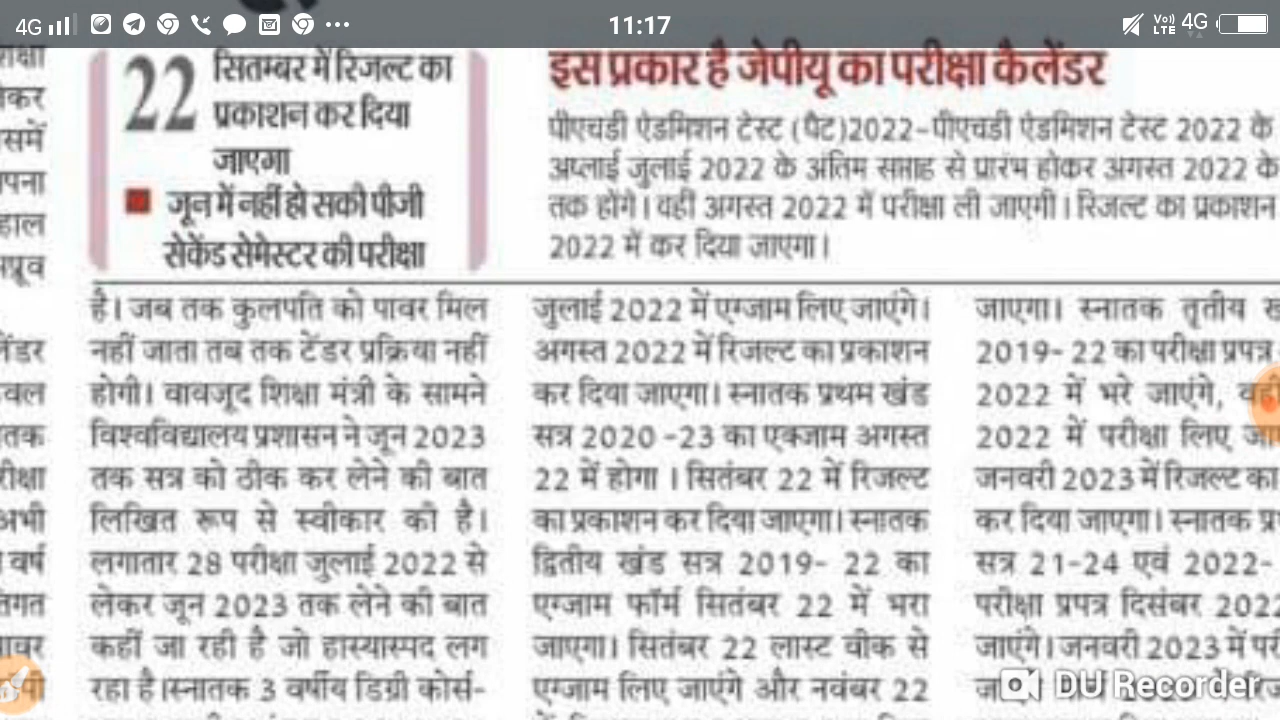 4G
11:17
Vo))
LTE
4G
22
सितम्बर में रिजल्ट का
प्रकाशन कर दिया
जाएगा
जून में नहीं हो सकी पीजी
सेकेंड सेमेस्टर की परीक्षा
इस प्रकार है जेपीयू का परीक्षा कैलेंडर
पीएचडी ऐडमिशन टेस्ट (पैट)2022-पीएचडी ऐडमिशन टेस्ट 2022 के
अप्लाई जुलाई 2022 के अंतिम सप्ताह से प्रारंभ होकर अगस्त 2022 के
तक होंगे। वही अगस्त 2022 में परीक्षा ली जाएगी। रिजल्ट का प्रकाशन
2022 में कर दिया जाएगा।
है। जब तक कुलपति को पावर मिल
नहीं जाता तब तक टेंडर प्रक्रिया नहीं
होगी। वावजूद शिक्षा मंत्री के सामने
विश्वविद्यालय प्रशासन ने जून 2023
तक सत्र को ठीक कर लेने की बात
लिखित रूप से स्वीकार की है।
लगातार 28 परीक्षा जुलाई 2022 से
लेकर जून 2023 तक लेने की बात
कहीं जा रही है जो हास्यास्पद लग
रहा है।स्नातक 3 वर्षीय डिग्री कोर्स-
जुलाई 2022 में एग्जाम लिए जाएंगे।
अगस्त 2022 में रिजल्ट का प्रकाशन
कर दिया जाएगा। स्नातक प्रथम खंड
सत्र 2020 -23 का एक्जाम अगस्त
22 में होगा । सितंबर 22 में रिजल्ट
का प्रकाशन कर दिया जाएगा। स्नातक
द्वितीय खंड सत्र 2019- 22 का
एग्जाम फॉर्म सितंबर 22 में भरा
जाएगा। सितंबर 22 लास्ट वीक से
एग्जाम लिए जाएंगे और नवंबर 22
जाएगा। स्नातक तृतीय
2019- 22 का परीक्षा प्रपत्र
2022 में भरे जाएंगे,
2022 में परीक्षा लिए
जनवरी 2023 में रिजल्ट का
कर दिया जाएगा। स्नातक
सत्र 21-24 एवं 2022-
परीक्षा प्रपत्र दिसंबर 2022
जाएंगे। जनवरी 2023 में
DU Recorder